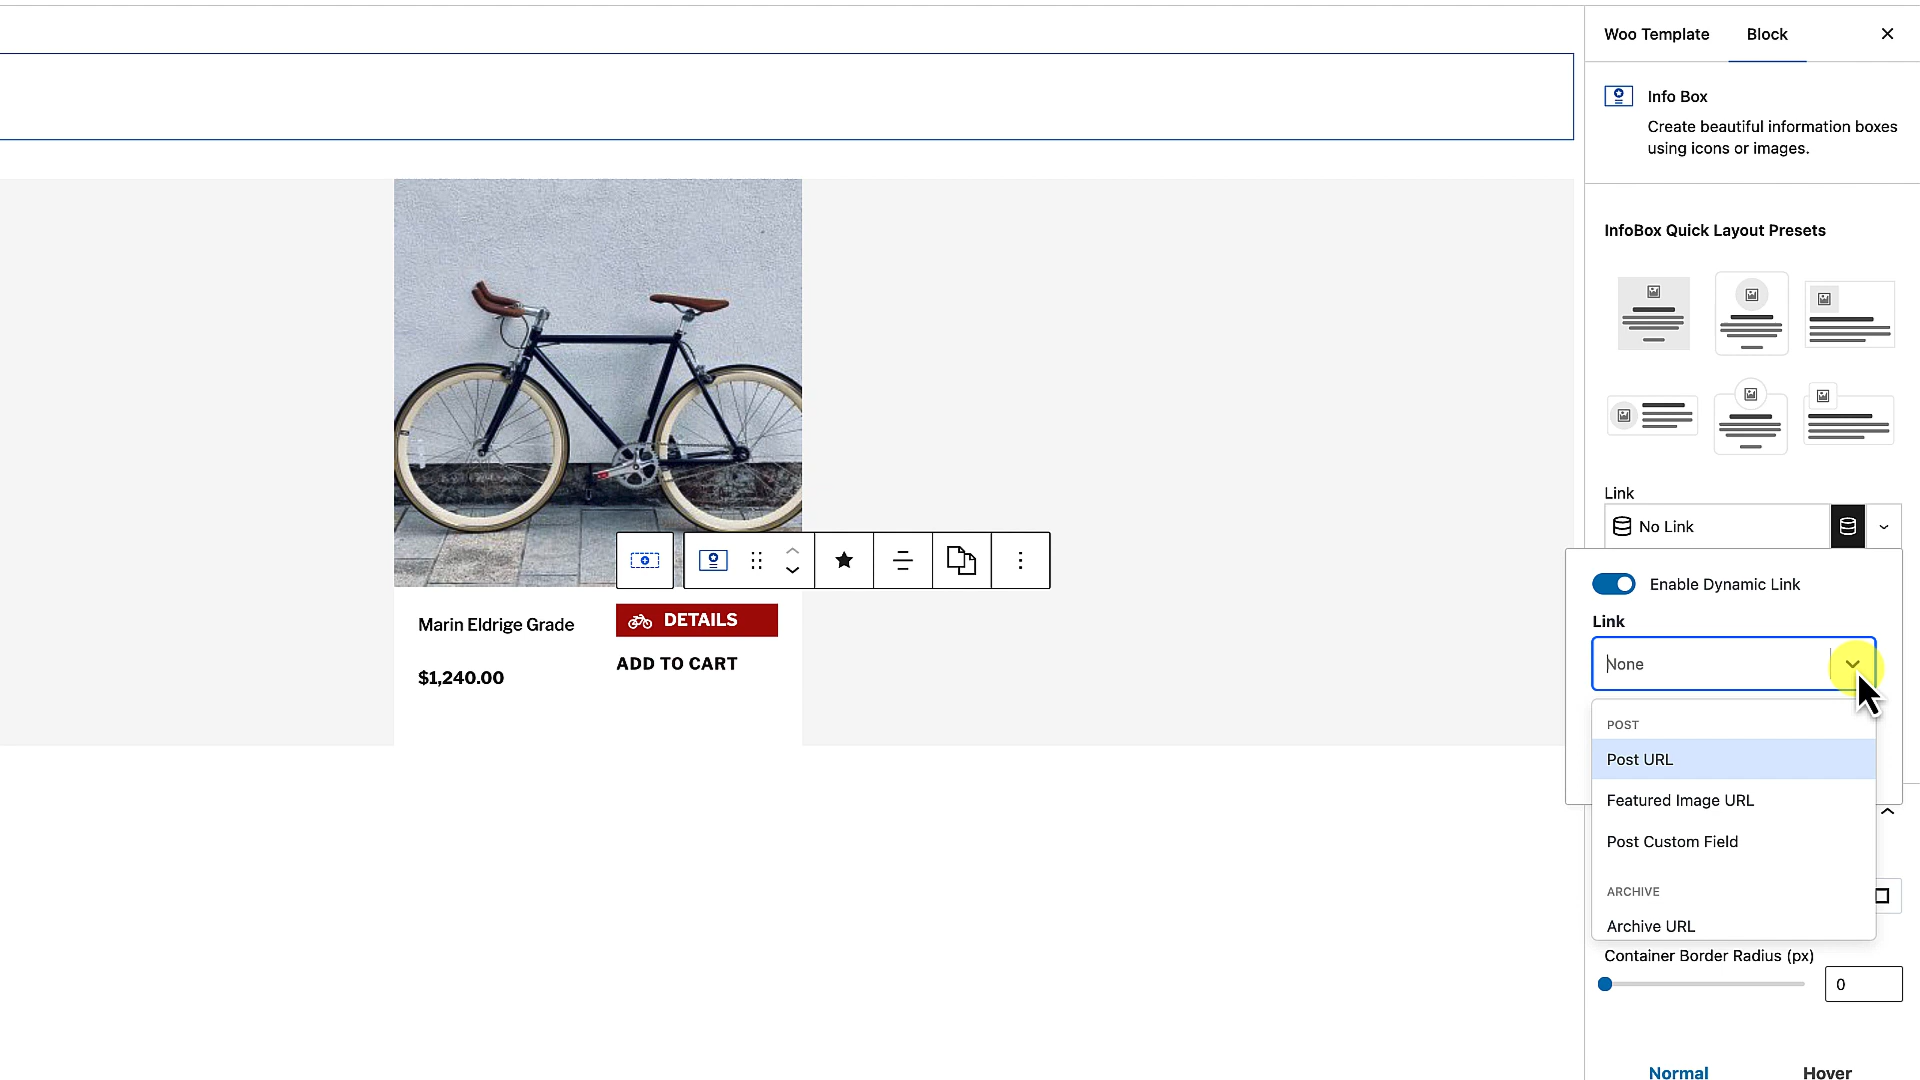 Woo Template
Block
Info Box
Create beautiful information boxes
using icons or images.
InfoBox Quick Layout Presets
Link
No Link
Enable Dynamic Link
Link
None
POST
Post URL
Featured Image URL
Post Custom Field
ARCHIVE
Archive URL
Container Border Radius (px)
0
Normal
Hover
Marin Eldrige Grade
$1,240.00
DETAILS
ADD TO CART